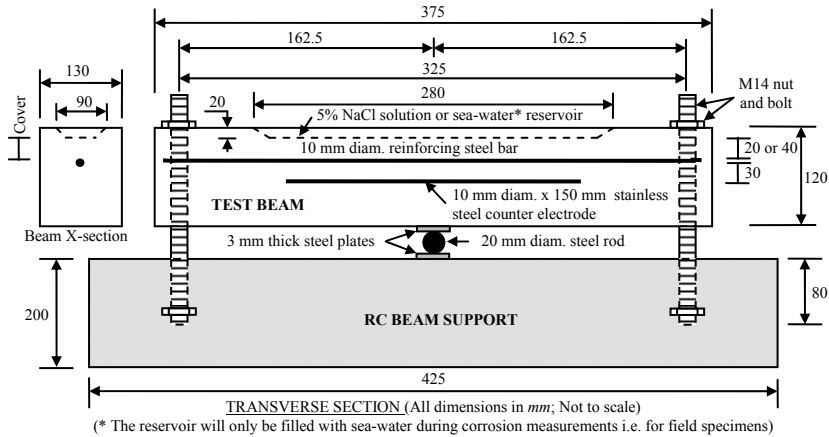 375
162.5
162.5
130
325
M14 nut
and bolt
Cover
90
20
280
5% NaCl solution or sea-water* reservoir
10 mm diam. reinforcing steel bar
20 or 40
30
120
10 mm diam. x 150 mm stainless
steel counter electrode
TEST BEAM
Beam X-section
3 mm thick steel plates
20 mm diam. steel rod
200
80
RC BEAM SUPPORT
425
TRANSVERSE SECTION (All dimensions in mm; Not to scale)
(* The reservoir will only be filled with sea-water during corrosion measurements i.e. for field specimens)